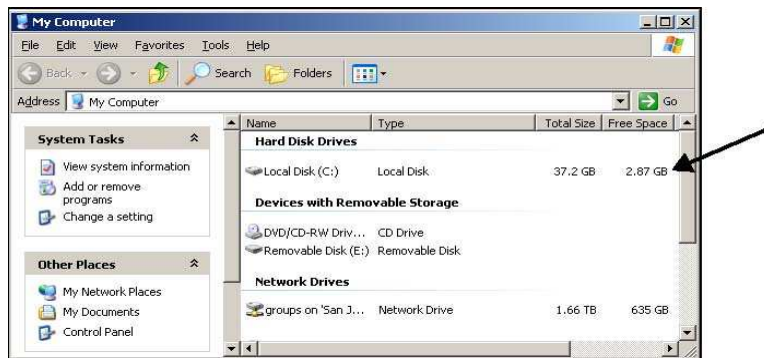 My Computer
File Edit View Favorites Tools Help
Back Search Folders
Address My Computer Go
System Tasks
View system information
Add or remove
programs
Change a setting
Other Places
My Network Places
My Documents
Control Panel
Name Type Total Size Free Space
Hard Disk Drives
Local Disk (C:) Local Disk 37.2 GB 2.87 GB
Devices with Removable Storage
DVD/CD-RW Driv... CD Drive
Removable Disk (E:) Removable Disk
Network Drives
groups on 'San J... Network Drive 1.66 TB 635 GB